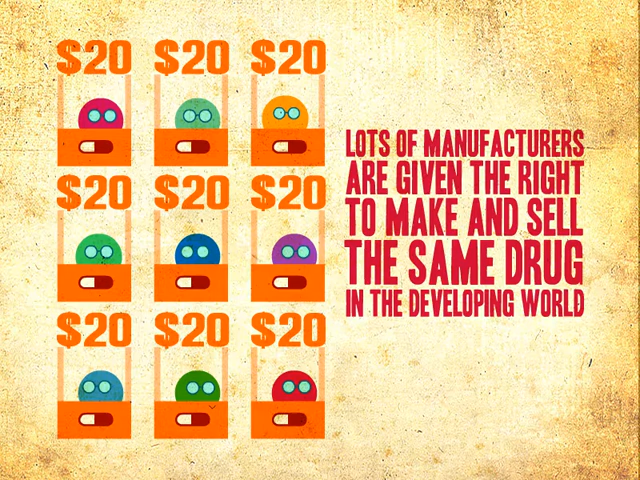 $20 $20 $20
$20 $20 $20
$20 $20 $20
LOTS OF MANUFACTURERS
ARE GIVEN THE RIGHT
TO MAKE AND SELL
THE SAME DRUG
IN THE DEVELOPING WORLD